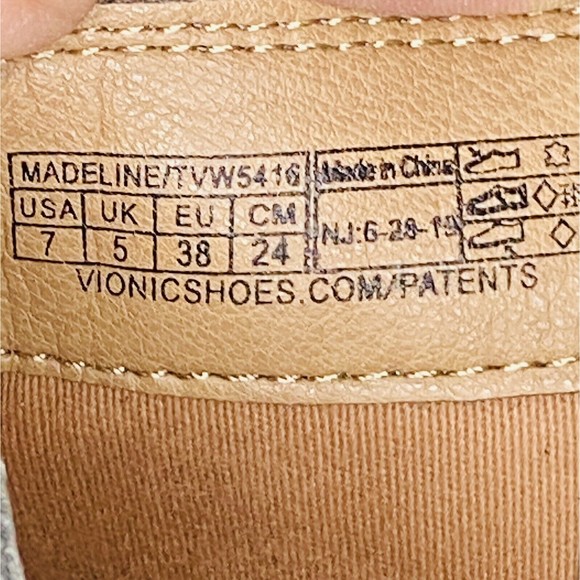 MADELINE/TVW5416 Made in China
USA UK EU CM
7 5 38 24
NJ:6-28-19
VIONICSHOES.COM/PATENTS